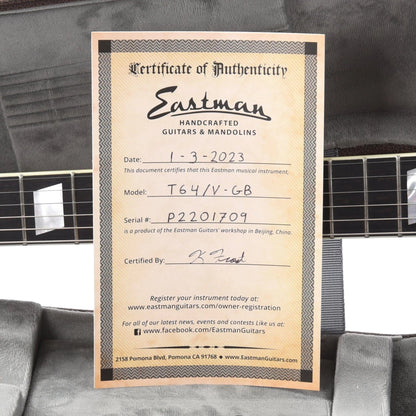 Certificate of Authenticity
Eastman
HANDCRAFTED
GUITARS & MANDOLINS
Date: 1-3-2023
This document certifies that this Eastman musical instrument:
Model: T64/V-GB
Serial#: P2201709
is a product of the Eastman Guitars' workshop in Beijing, China.
Certified By:
Register your instrument today at:
www.eastmanguitars.com/owner-registration
For all of our latest news, events and contests Like us at:
www.facebook.com/EastmanGuitars
2158 Pomona Blvd, Pomona CA 91768 ◆ www.EastmanGuitars.com